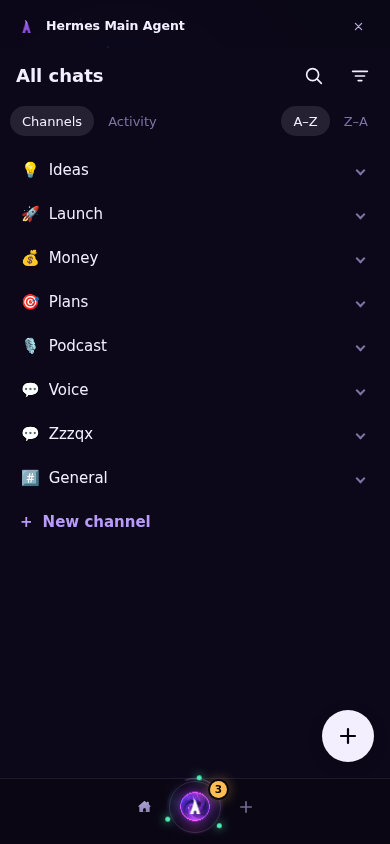 Hermes Main Agent
All chats
Channels Activity A–Z Z–A
Ideas
Launch
Money
Plans
Podcast
Voice
Zzzqx
#️ General
+ New channel
3